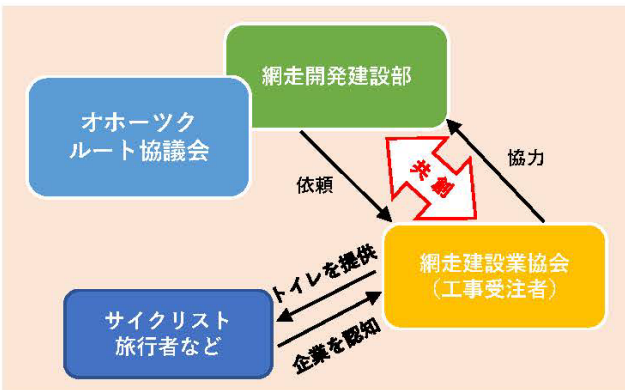 網走開発建設部
オホーツク
ルート協議会
依頼
共創
協力
網走建設業協会
（工事受注者）
トイレを提供
企業を認知
サイクリスト
旅行者など